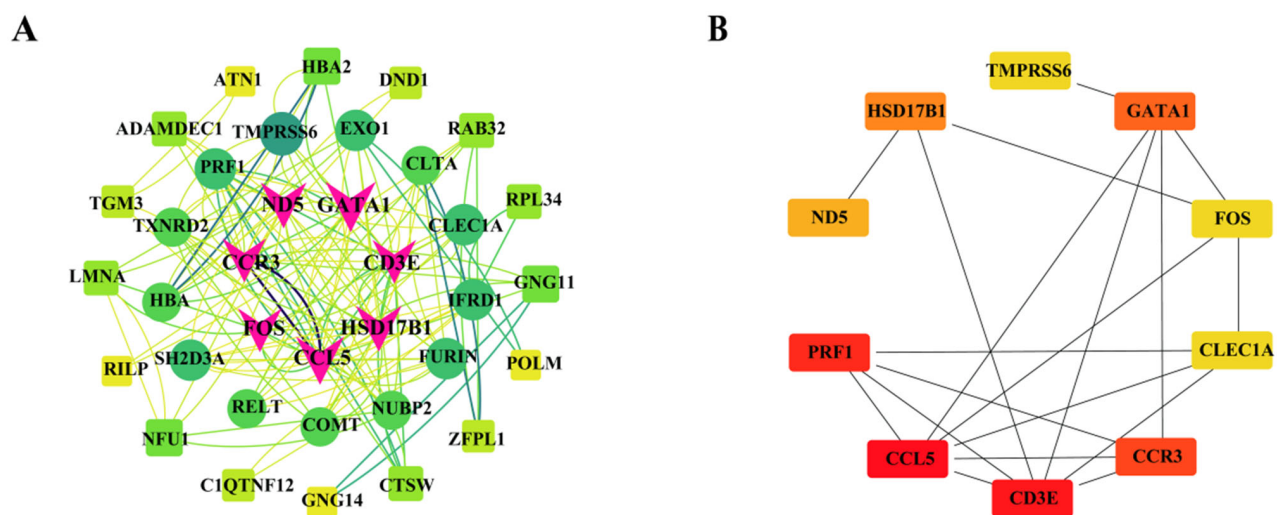 A
HBA2
ATN1
DND1
ADAMDEC1
TMPRSS6
EXO1
RAB32
PRF1
CLTA
TGM3
ND5
GATA1
RPL34
TXNRD2
CLEC1A
LMNA
CCR3
CD3E
GNG11
HBA
IFRD1
FOS
HSD17B1
RILP
SH2D3A
CCL5
FURIN
POLM
RELT
NUBP2
NFU1
COMT
ZFPL1
C1QTNF12
GNG14
CTSW
B
TMPRSS6
HSD17B1
GATA1
ND5
FOS
PRF1
CLEC1A
CCL5
CCR3
CD3E